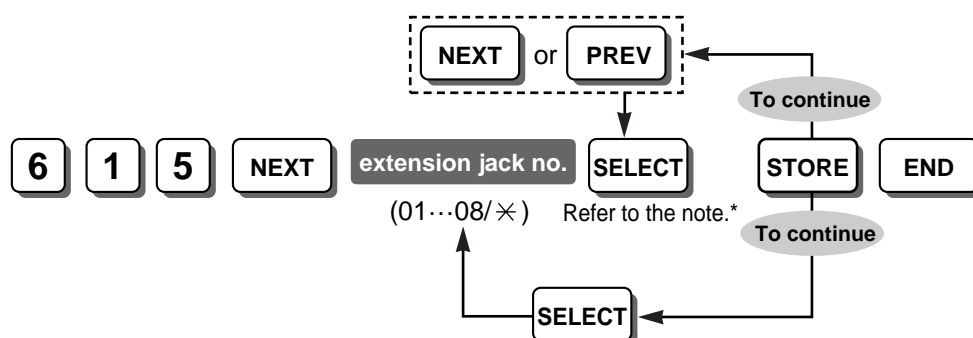 NEXT or PREV
To continue
6 1 5 NEXT extension jack no. SELECT STORE END
(01···08/✳) Refer to the note.*
To continue
SELECT